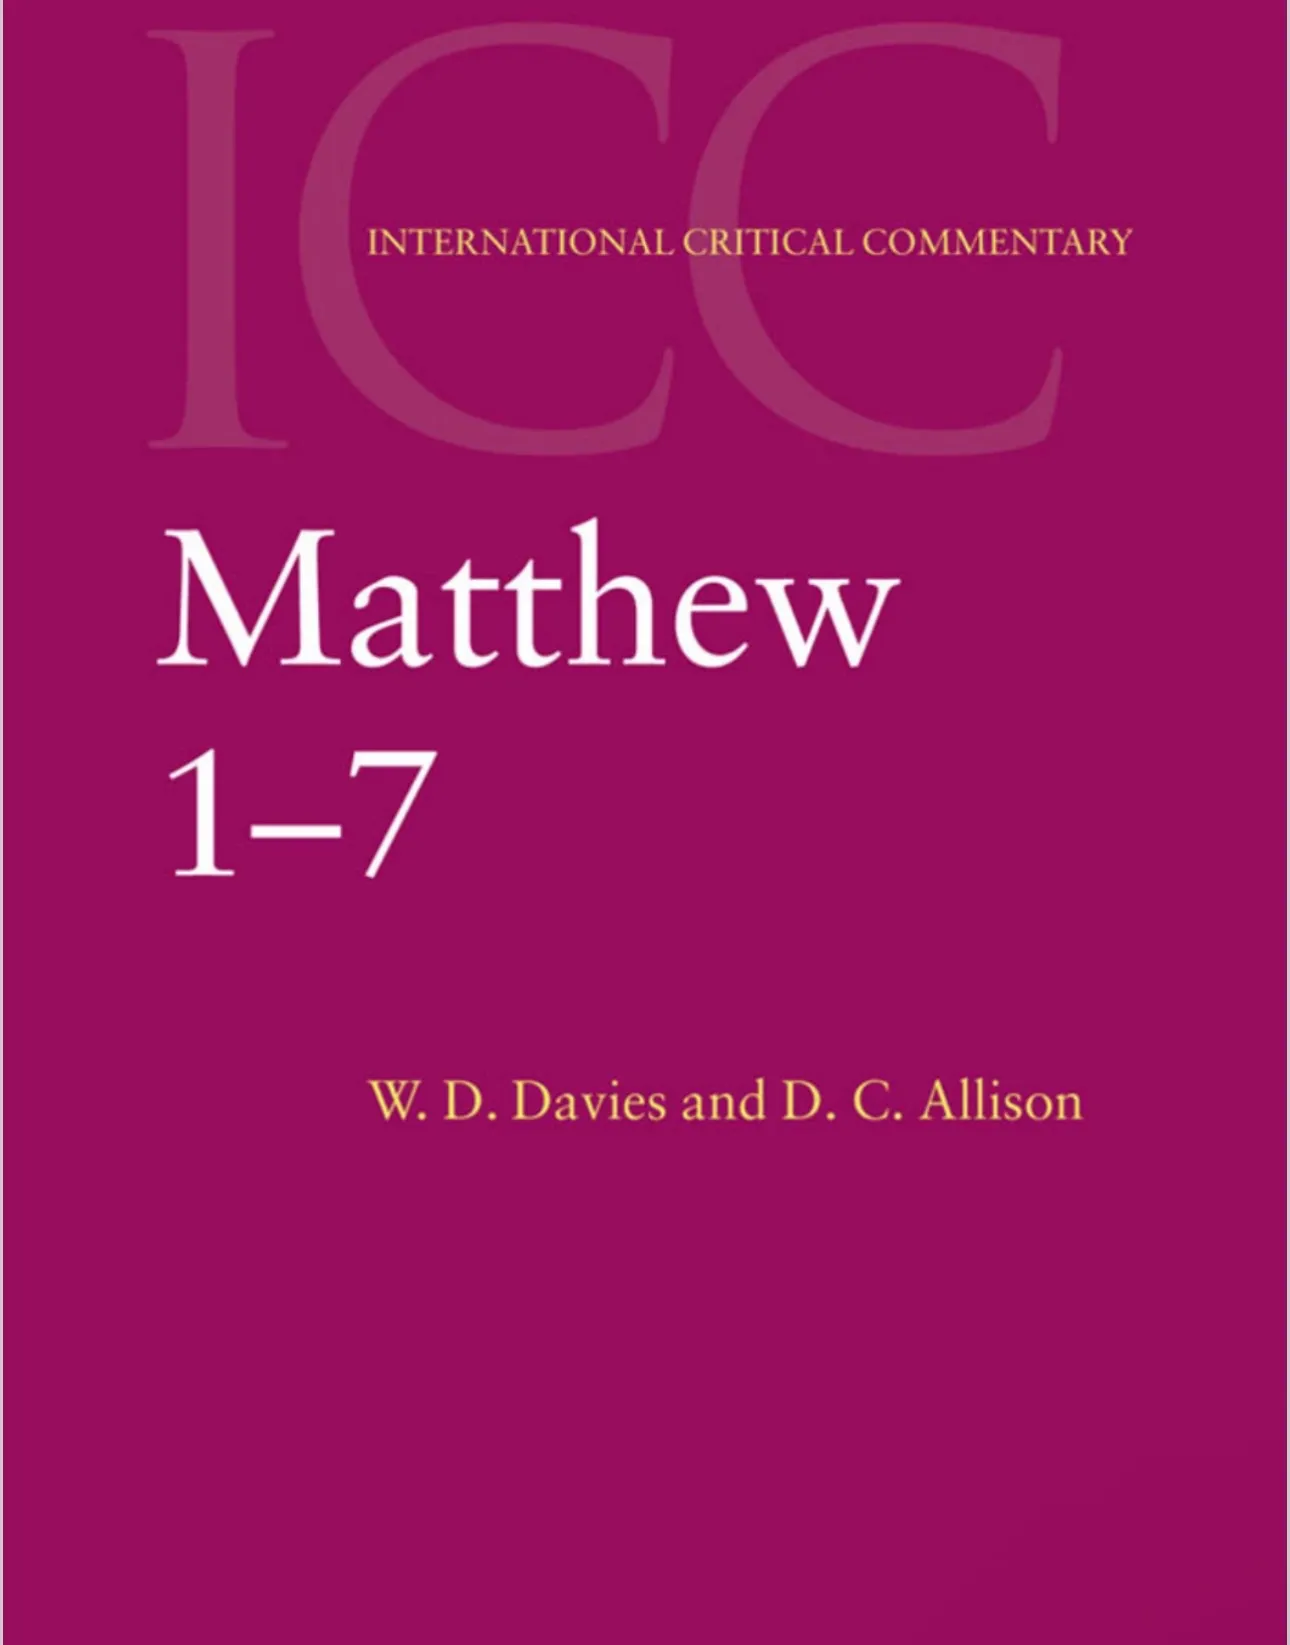 ICC
INTERNATIONAL CRITICAL COMMENTARY
Matthew
1–7
W. D. Davies and D. C. Allison